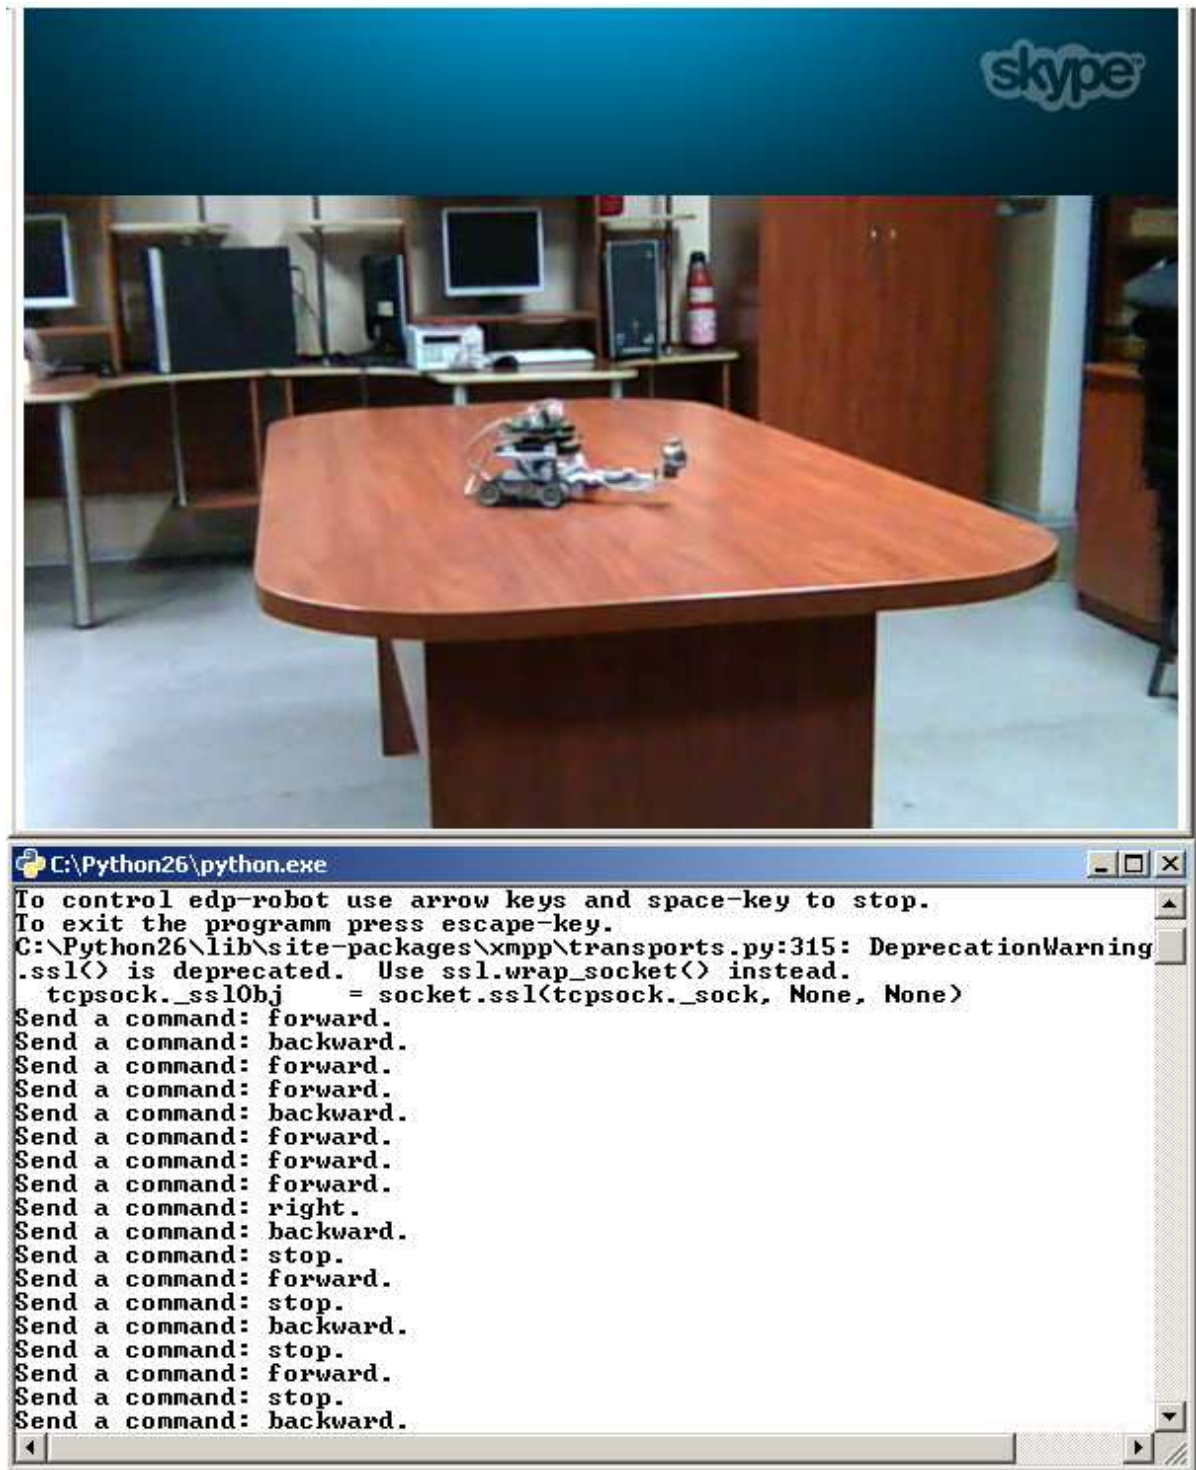 skype
C:\Python26\python.exe
To control edp-robot use arrow keys and space-key to stop.
To exit the programm press escape-key.
C:\Python26\lib\site-packages\xmpp\transports.py:315: DeprecationWarning
.ssl() is deprecated.  Use ssl.wrap_socket() instead.
  tcpsock._sslObj    = socket.ssl(tcpsock._sock, None, None)
Send a command: forward.
Send a command: backward.
Send a command: forward.
Send a command: forward.
Send a command: backward.
Send a command: forward.
Send a command: forward.
Send a command: forward.
Send a command: right.
Send a command: backward.
Send a command: stop.
Send a command: forward.
Send a command: stop.
Send a command: backward.
Send a command: stop.
Send a command: forward.
Send a command: stop.
Send a command: backward.